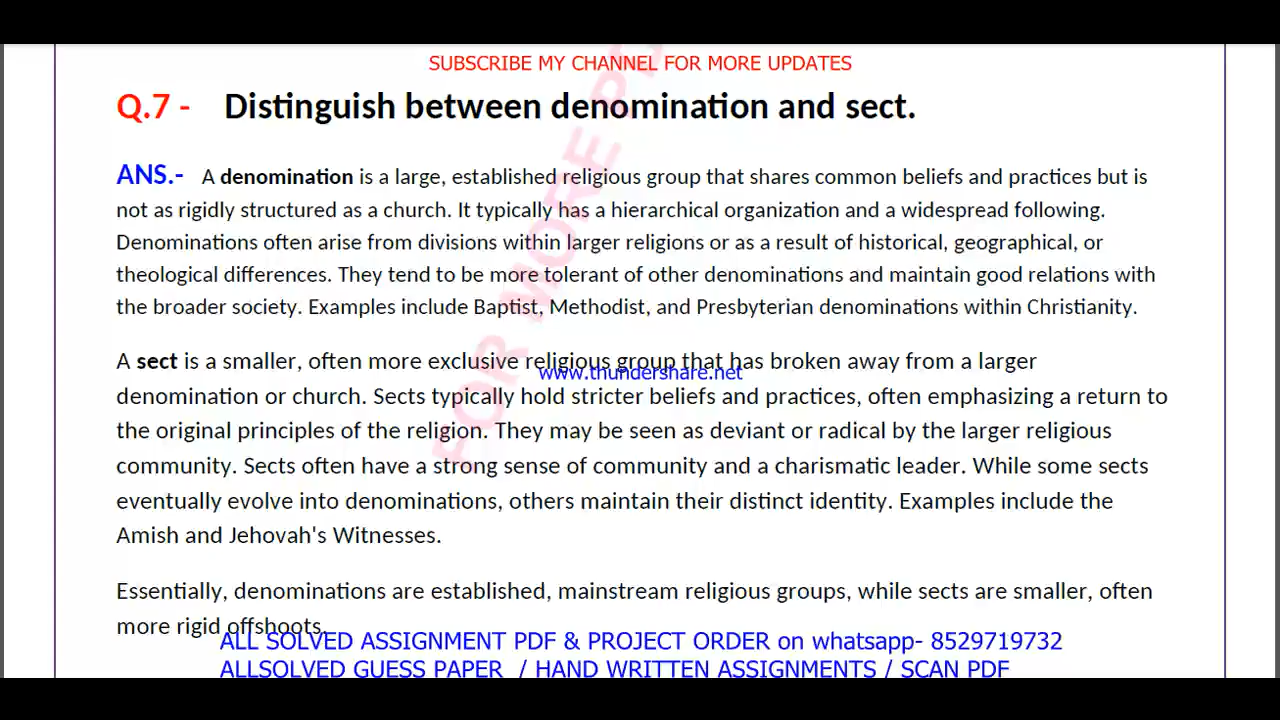 SUBSCRIBE MY CHANNEL FOR MORE UPDATES
Q.7 - Distinguish between denomination and sect.
ANS.- A denomination is a large, established religious group that shares common beliefs and practices but is
not as rigidly structured as a church. It typically has a hierarchical organization and a widespread following.
Denominations often arise from divisions within larger religions or as a result of historical, geographical, or
theological differences. They tend to be more tolerant of other denominations and maintain good relations with
the broader society. Examples include Baptist, Methodist, and Presbyterian denominations within Christianity.
A sect is a smaller, often more exclusive religious group that has broken away from a larger
www.thundershare.net
denomination or church. Sects typically hold stricter beliefs and practices, often emphasizing a return to
the original principles of the religion. They may be seen as deviant or radical by the larger religious
community. Sects often have a strong sense of community and a charismatic leader. While some sects
eventually evolve into denominations, others maintain their distinct identity. Examples include the
Amish and Jehovah's Witnesses.
Essentially, denominations are established, mainstream religious groups, while sects are smaller, often
more rigid offshoots.
ALL SOLVED ASSIGNMENT PDF & PROJECT ORDER on whatsapp- 8529719732
ALLSOLVED GUESS PAPER / HAND WRITTEN ASSIGNMENTS / SCAN PDF
FOR MORE